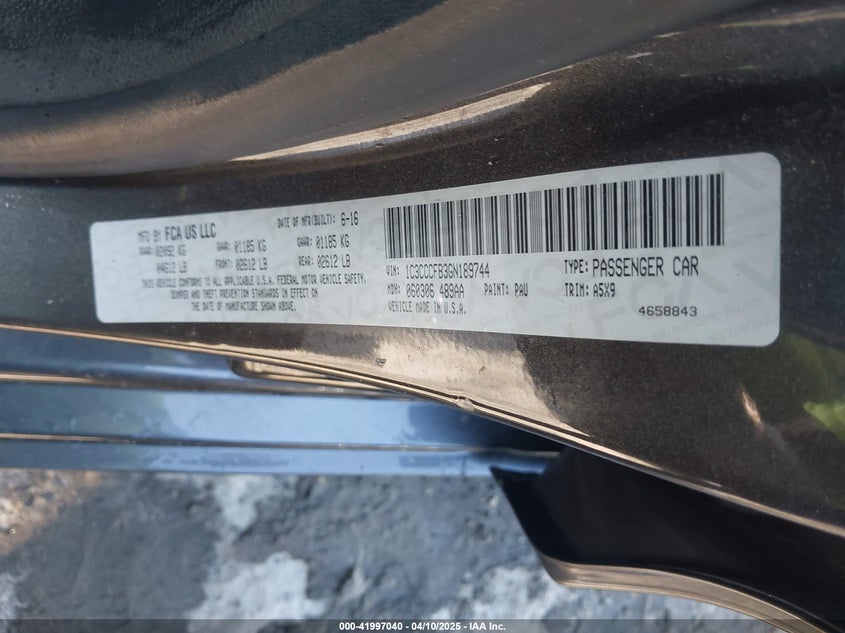 MFD BY FCA US LLC DATE OF MFR(BUILT): 6-16
GVWR: 02092 KG GAWR: 01185 KG GAWR: 01185 KG
04612 LB FRONT: 02612 LB REAR: 02612 LB
THIS VEHICLE CONFORMS TO ALL APPLICABLE U.S.A. FEDERAL MOTOR VEHICLE SAFETY,
BUMPER AND THEFT PREVENTION STANDARDS IN EFFECT ON
THE DATE OF MANUFACTURE SHOWN ABOVE.
VIN: 1C3CCCFB3GN189744 TYPE: PASSENGER CAR
MDH: 060306 489AA PAINT: PAU TRIM: A5X9
VEHICLE MADE IN U.S.A. 4658843
000-41997040 - 04/10/2025 - IAA Inc.